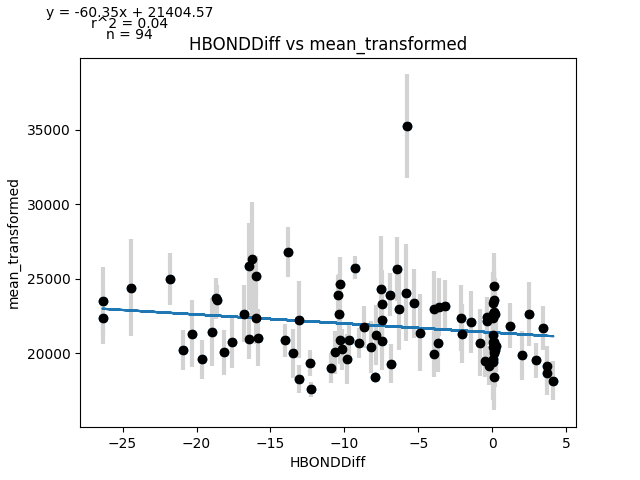 y = -60.35x + 21404.57
r^2 = 0.04
n = 94
HBONDDiff vs mean_transformed
mean_transformed
35000
30000
25000
20000
−25
−20
−15
−10
−5
0
5
HBONDDiff